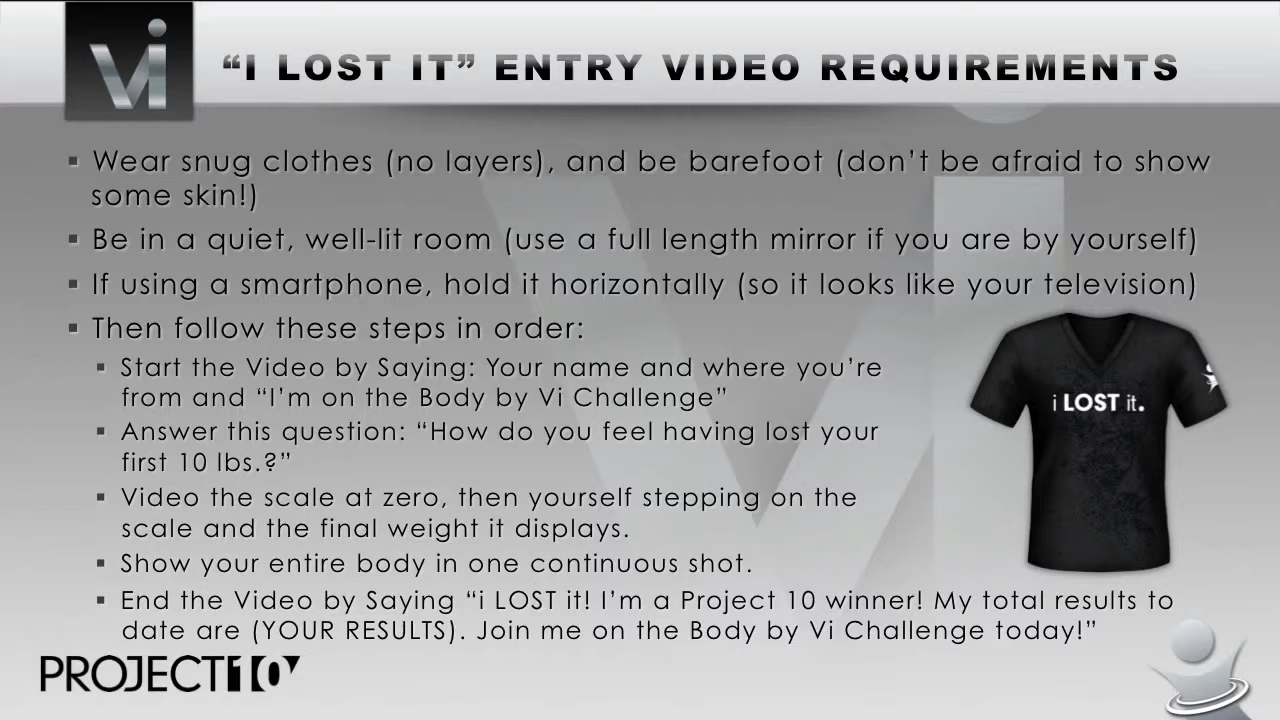 vi
“I LOST IT” ENTRY VIDEO REQUIREMENTS
▪ Wear snug clothes (no layers), and be barefoot (don’t be afraid to show
some skin!)
▪ Be in a quiet, well-lit room (use a full length mirror if you are by yourself)
▪ If using a smartphone, hold it horizontally (so it looks like your television)
▪ Then follow these steps in order:
▪ Start the Video by Saying: Your name and where you’re
from and “I’m on the Body by Vi Challenge”
▪ Answer this question: “How do you feel having lost your
first 10 lbs.?”
▪ Video the scale at zero, then yourself stepping on the
scale and the final weight it displays.
▪ Show your entire body in one continuous shot.
▪ End the Video by Saying “i LOST it! I’m a Project 10 winner! My total results to
date are (YOUR RESULTS). Join me on the Body by Vi Challenge today!”
i LOST it.
PROJECT10